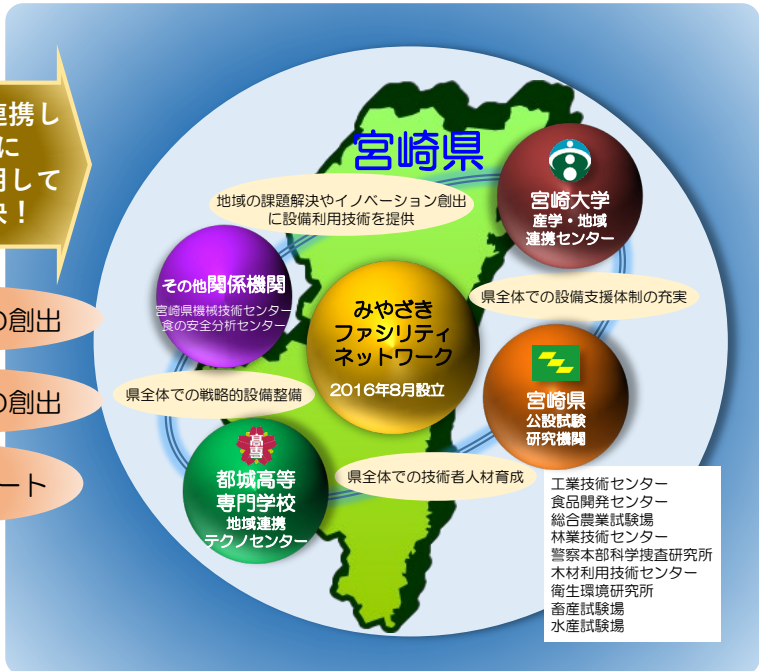 連携し
に
用して
宮崎県
宮崎大学
産学・地域
連携センター
地域の課題解決やイノベーション創出
に設備利用技術を提供
その他関係機関
宮崎県機械技術センター
食の安全分析センター
県全体での設備支援体制の充実
みやざき
ファシリティ
ネットワーク
2016年8月設立
の創出
県全体での戦略的設備整備
の創出
宮崎県
公設試験
研究機関
高専
都城高等
専門学校
地域連携
テクノセンター
県全体での技術者人材育成
ート
工業技術センター
食品開発センター
総合農業試験場
林業技術センター
警察本部科学捜査研究所
木材利用技術センター
衛生環境研究所
畜産試験場
水産試験場